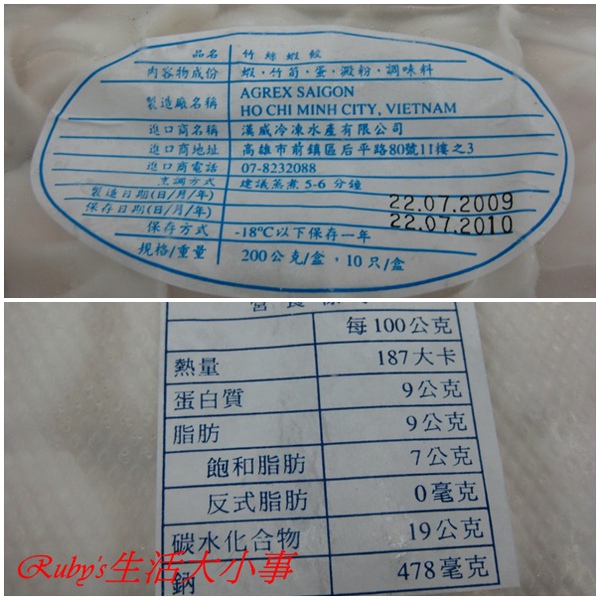 品名 竹絲蝦餃
內容物成份 蝦·竹筍·蛋·澱粉·調味料
製造廠名稱 AGREX SAIGON
HO CHI MINH CITY, VIETNAM
進口商名稱 漢威冷凍水產有限公司
進口商地址 高雄市前鎮區后平路80號11樓之3
進口商電話 07-8232088
烹調方式 建議蒸煮5-6分鐘
製造日期(日/月/年) 22.07.2009
保存日期(日/月/年) 22.07.2010
保存方式 -18°C以下保存一年
規格/重量 200公克/盒,10只/盒
每100公克
熱量 187大卡
蛋白質 9公克
脂肪 9公克
飽和脂肪 7公克
反式脂肪 0毫克
碳水化合物 19公克
鈉 478毫克
Ruby's生活大小事